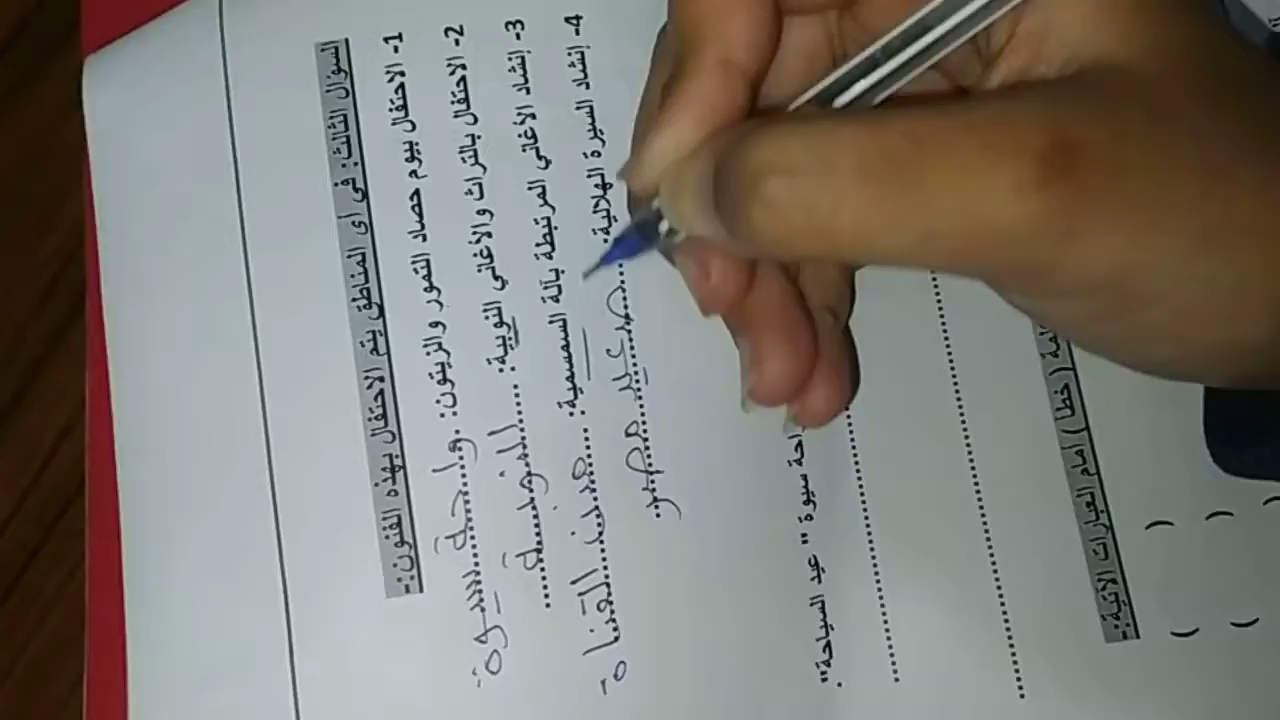 السؤال الثالث: في اى المناطق يتم الاحتفال بهذه الفنون:-
1- الاحتفال بيوم حصاد التمور والزيتون: واحة سيوة
2- الاحتفال بالتراث والأغاني النوبية: النوبة
3- إنشاد الأغاني المرتبطة بآلة السمسمية: مدن القناة
4- إنشاد السيرة الهلالية: صعيد مصر
احة سيوة " عيد السياحة".
( خطأ ) أمام العبارات الآتية:-
( )
( )